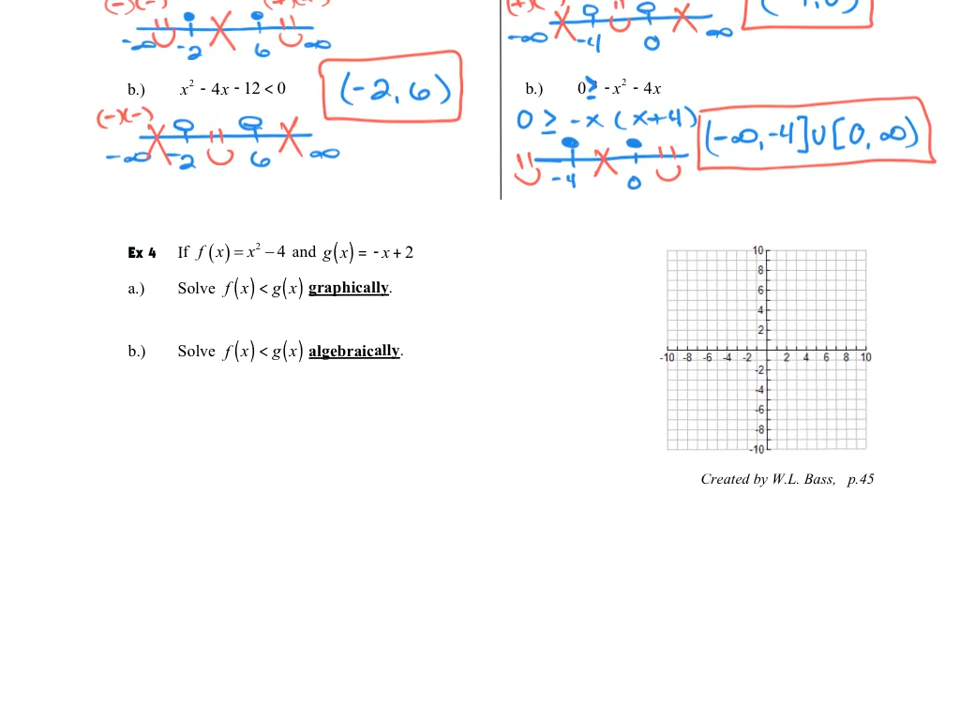 -∞ -2 6 ∞
-∞ -4 0 ∞
b.) x² - 4x - 12 < 0 (-2, 6)
(-)(-)
-∞ -2 6 ∞
b.) 0 ≥ -x² - 4x
0 ≥ -x (x+4)
(-∞, -4] ∪ [0, ∞)
-4 0
Ex 4 If f(x) = x² – 4 and g(x) = -x + 2
a.) Solve f(x) < g(x) graphically.
b.) Solve f(x) < g(x) algebraically.
10
8
6
4
2
-10 -8 -6 -4 -2 2 4 6 8 10
-2
-4
-6
-8
-10
Created by W.L. Bass, p.45